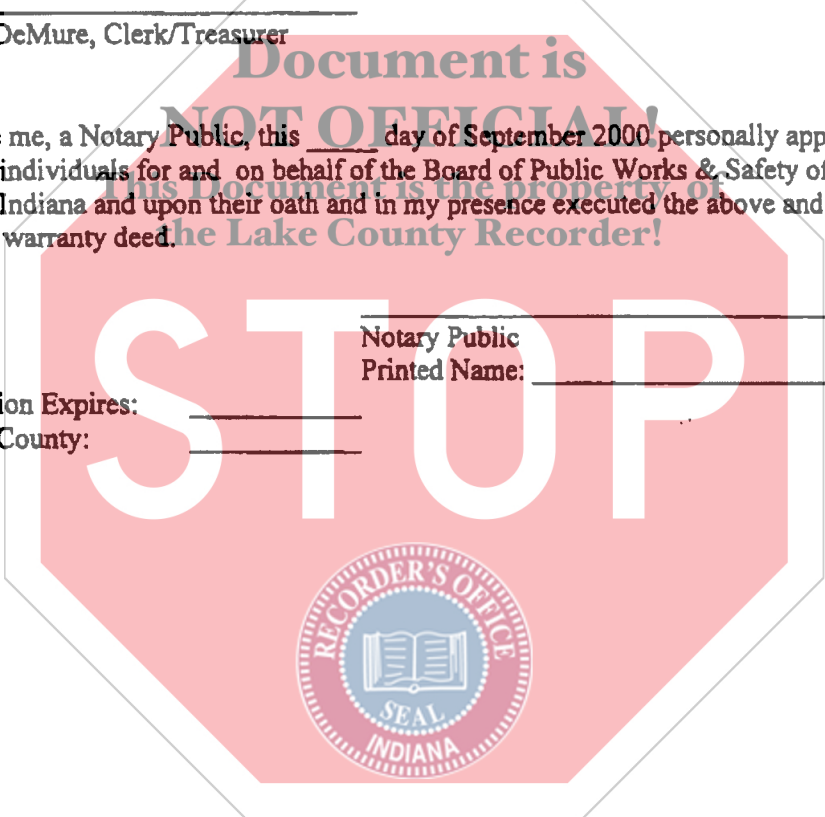 DeMure, Clerk/Treasurer
Document is
NOT OFFICIAL!
me, a Notary Public, this _____ day of September 2000 personally app
individuals for and on behalf of the Board of Public Works & Safety of
This Document is the property of
Indiana and upon their oath and in my presence executed the above and
warranty deed.
the Lake County Recorder!
STOP
Notary Public
Printed Name:
ion Expires:
County:
RECORDER'S OFFICE
SEAL
INDIANA